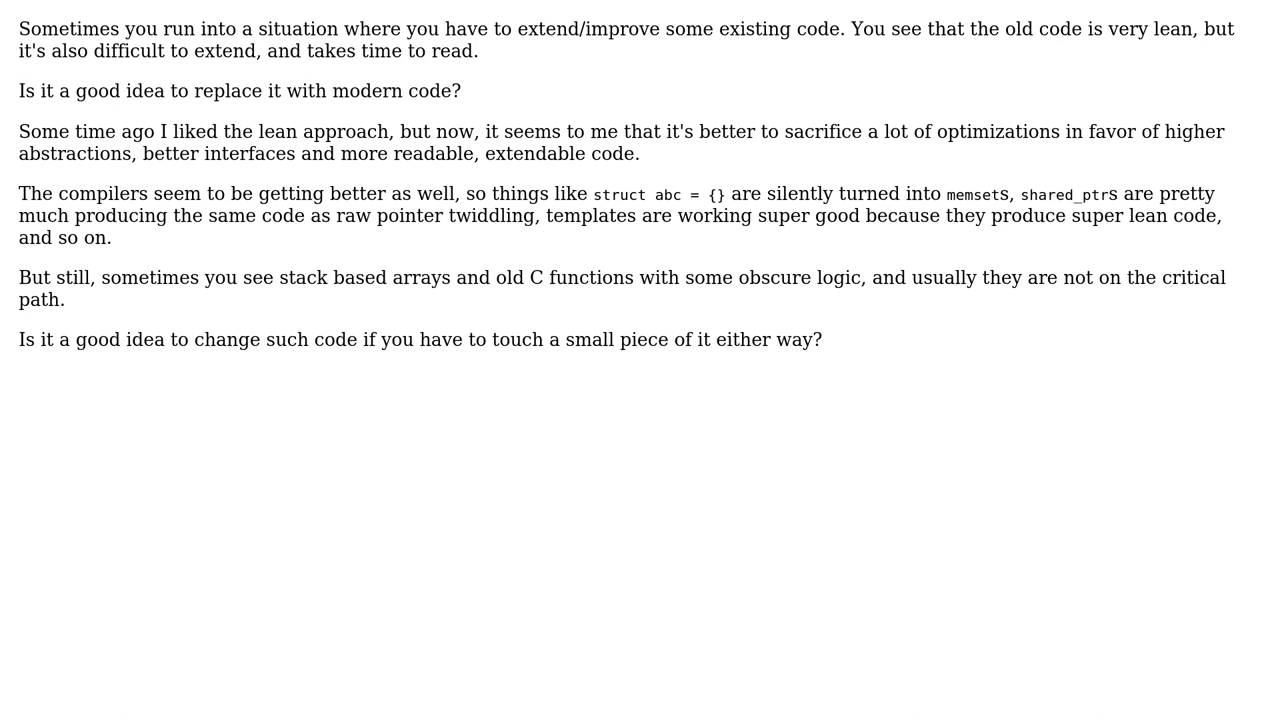 Sometimes you run into a situation where you have to extend/improve some existing code. You see that the old code is very lean, but
it's also difficult to extend, and takes time to read.
Is it a good idea to replace it with modern code?
Some time ago I liked the lean approach, but now, it seems to me that it's better to sacrifice a lot of optimizations in favor of higher
abstractions, better interfaces and more readable, extendable code.
The compilers seem to be getting better as well, so things like struct abc = {} are silently turned into memsets, shared_ptrs are pretty
much producing the same code as raw pointer twiddling, templates are working super good because they produce super lean code,
and so on.
But still, sometimes you see stack based arrays and old C functions with some obscure logic, and usually they are not on the critical
path.
Is it a good idea to change such code if you have to touch a small piece of it either way?